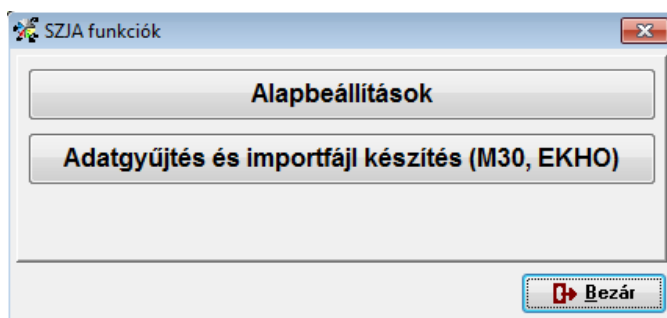 SZJA funkciók
Alapbeállítások
Adatgyűjtés és importfájl készítés (M30, EKHO)
Bezár